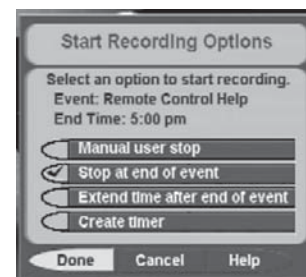 Start Recording Options
Select an option to start recording.
Event: Remote Control Help
End Time: 5:00 pm
Manual user stop
Stop at end of event
Extend time after end of event
Create timer
Done Cancel Help